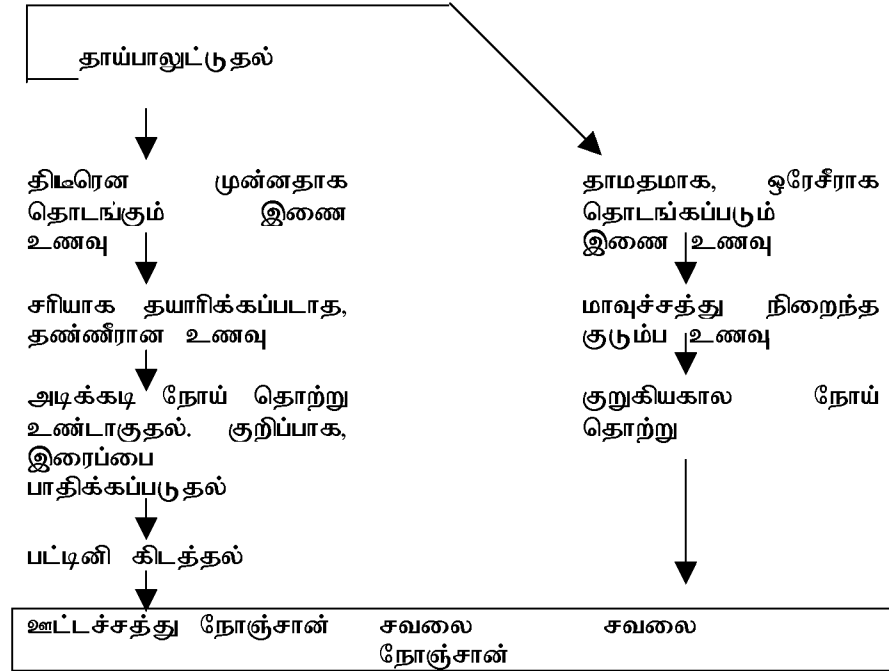 தாய்பாலுட்டுதல்
திடீரென முன்னதாக
தொடங்கும் இணை
உணவு
சரியாக தயாரிக்கப்படாத,
தண்ணீரான உணவு
அடிக்கடி நோய் தொற்று
உண்டாகுதல். குறிப்பாக,
இரைப்பை
பாதிக்கப்படுதல்
பட்டினி கிடத்தல்
தாமதமாக, ஒரேசீராக
தொடங்கப்படும்
இணை உணவு
மாவுச்சத்து நிறைந்த
குடும்ப உணவு
குறுகியகால நோய்
தொற்று
ஊட்டச்சத்து நோஞ்சான் சவலை சவலை
நோஞ்சான்